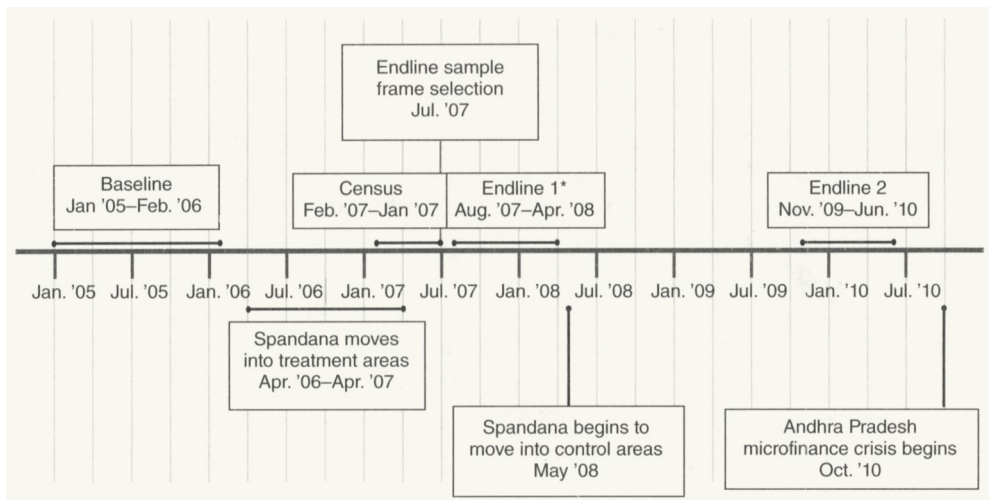 Endline sample
frame selection
Jul. ’07
Baseline
Jan ’05–Feb. ’06
Census
Feb. ’07–Jan ’07
Endline 1*
Aug. ’07–Apr. ’08
Endline 2
Nov. ’09–Jun. ’10
Jan. ’05 Jul. ’05 Jan. ’06 Jul. ’06 Jan. ’07 Jul. ’07 Jan. ’08 Jul. ’08 Jan. ’09 Jul. ’09 Jan. ’10 Jul. ’10
Spandana moves
into treatment areas
Apr. ’06–Apr. ’07
Spandana begins to
move into control areas
May ’08
Andhra Pradesh
microfinance crisis begins
Oct. ’10